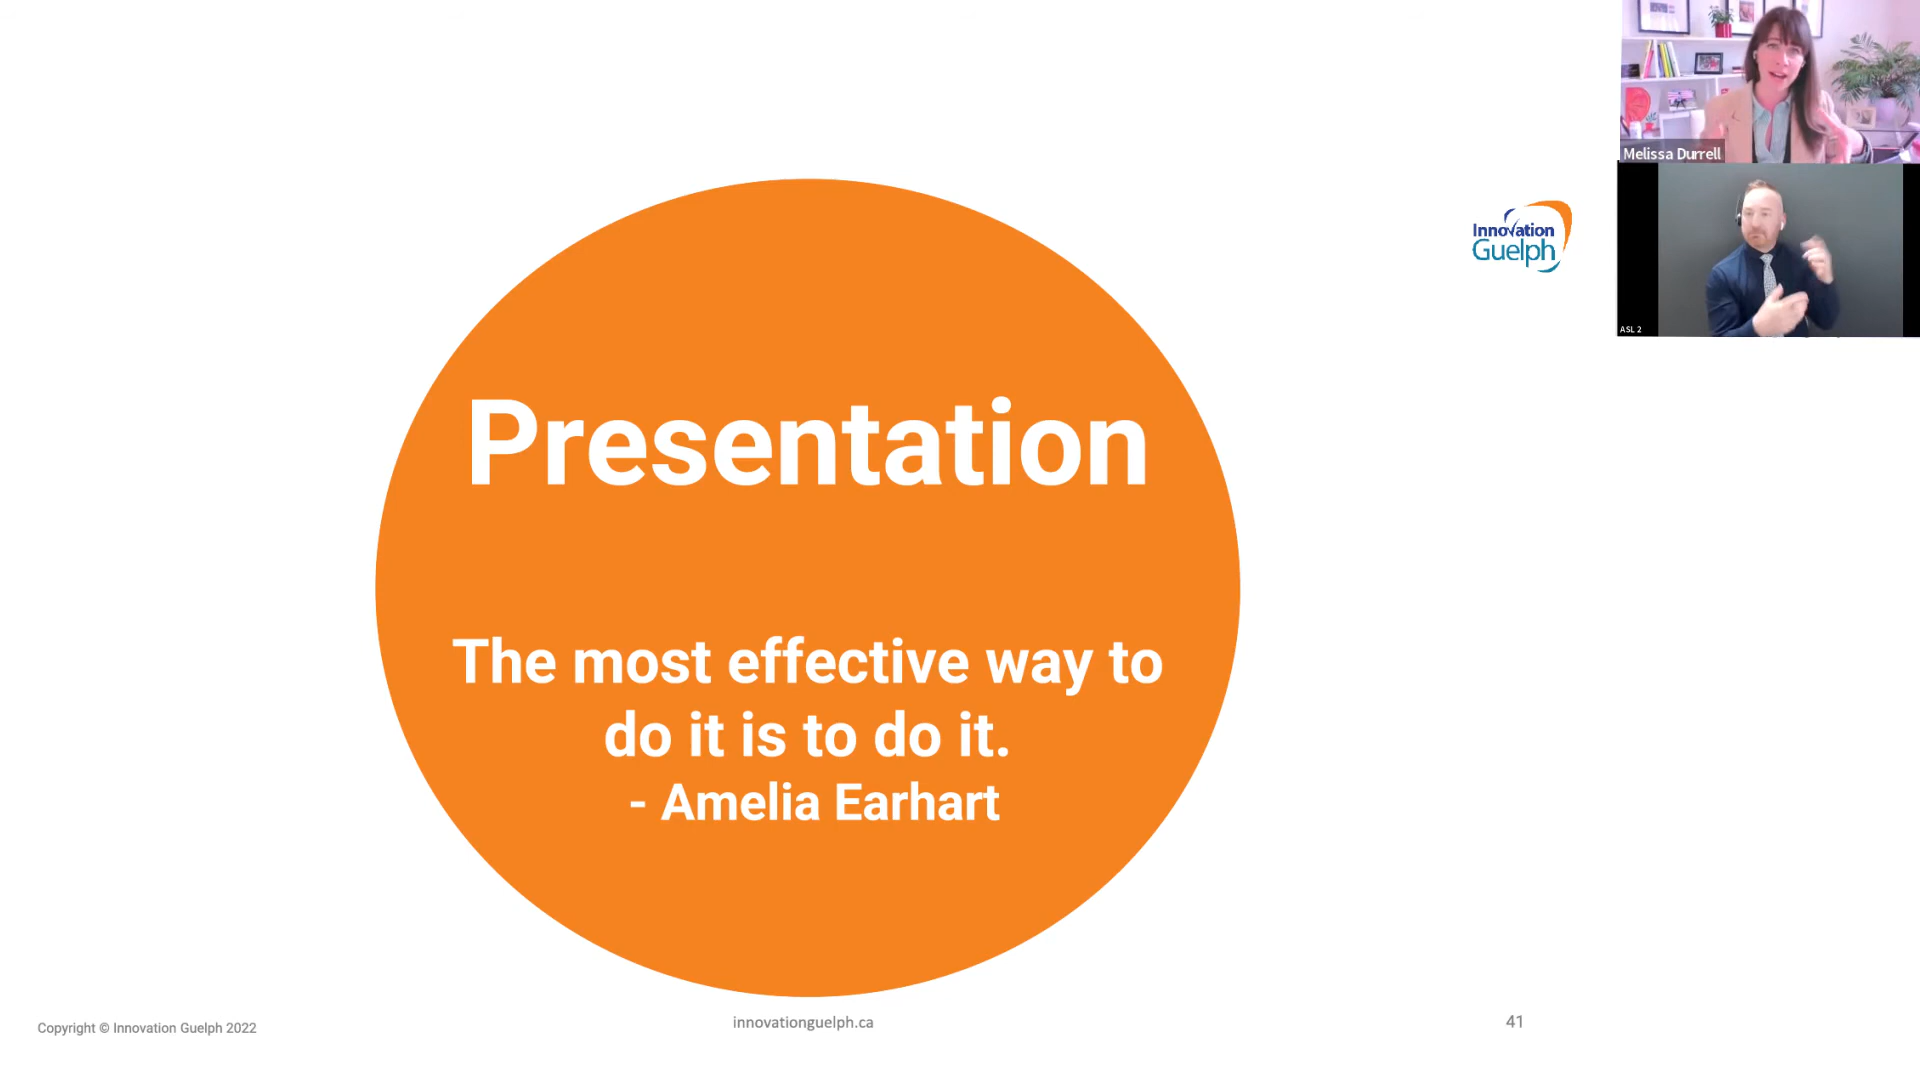 Melissa Durrell
Innovation
Guelph
ASL 2
Presentation
The most effective way to
do it is to do it.
- Amelia Earhart
Copyright © Innovation Guelph 2022
innovationguelph.ca
41